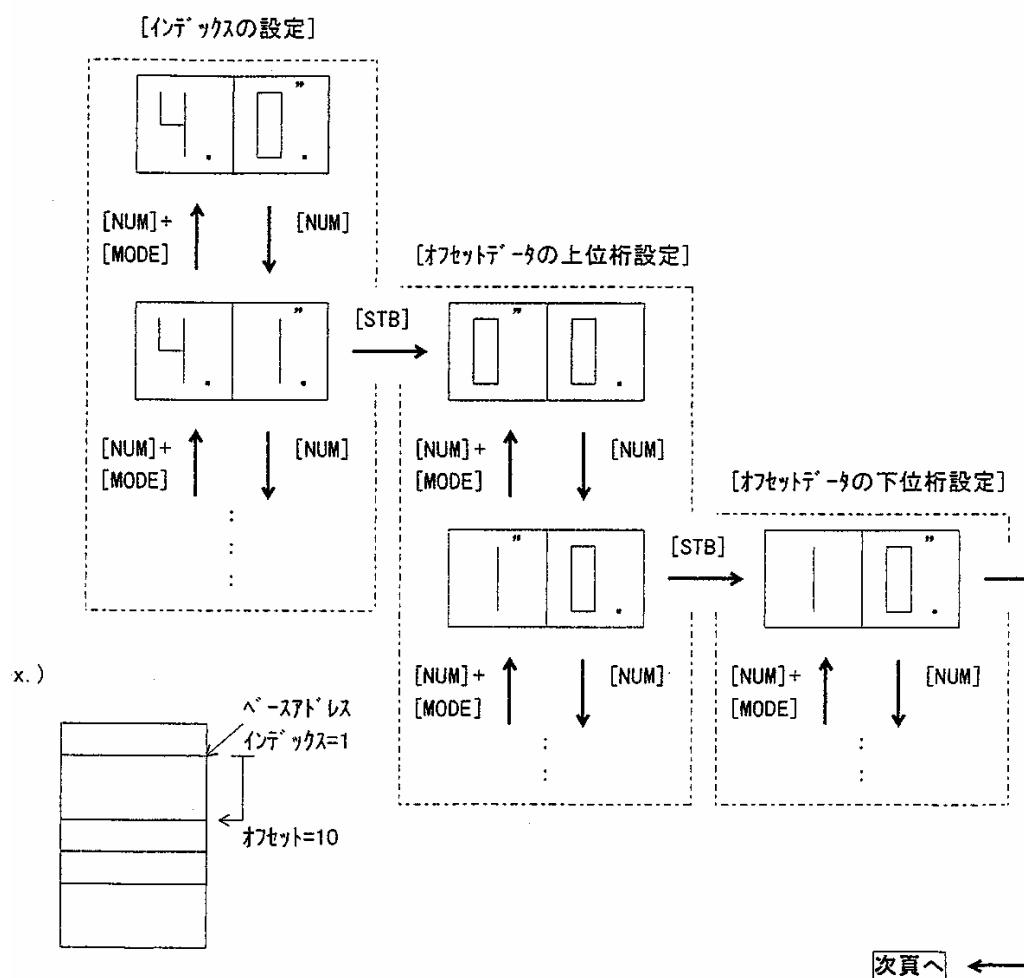 [インデックスの設定]
4. 0."
[NUM]+
[MODE]
[NUM]
4. 1."
[STB]
[NUM]+
[MODE]
[NUM]
[オフセットデータの上位桁設定]
0" 0.
[NUM]+
[MODE]
[NUM]
1" 0.
[STB]
[NUM]+
[MODE]
[NUM]
[オフセットデータの下位桁設定]
1 0."
[NUM]+
[MODE]
[NUM]
x.)
ベースアドレス
インデックス=1
オフセット=10
次頁へ